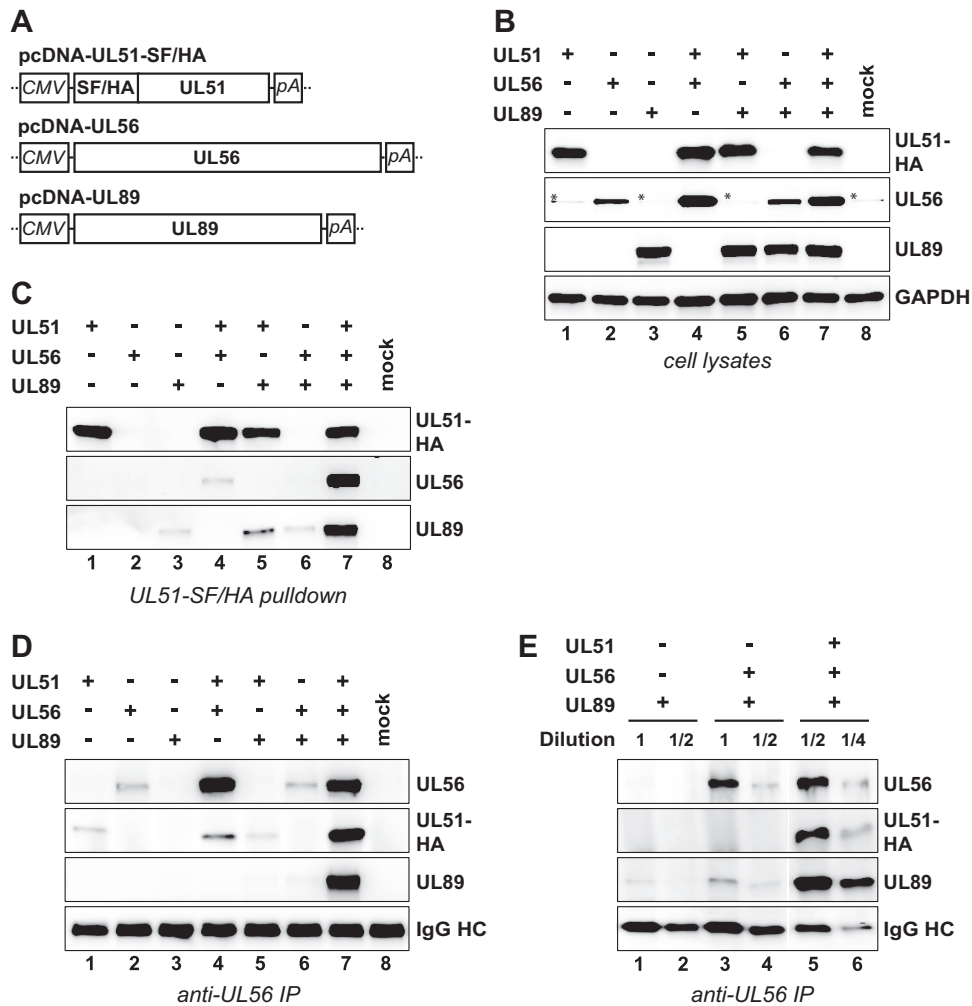 A
pcDNA-UL51-SF/HA
CMV SF/HA UL51 pA
pcDNA-UL56
CMV UL56 pA
pcDNA-UL89
CMV UL89 pA
B
UL51 + - - + + - + mock
UL56 - + - + - + +
UL89 - - + - + + +
UL51-HA
* * * * UL56
UL89
GAPDH
1 2 3 4 5 6 7 8
cell lysates
C
UL51 + - - + + - + mock
UL56 - + - + - + +
UL89 - - + - + + +
UL51-HA
UL56
UL89
1 2 3 4 5 6 7 8
UL51-SF/HA pulldown
D
UL51 + - - + + - + mock
UL56 - + - + - + +
UL89 - - + - + + +
UL56
UL51-HA
UL89
IgG HC
1 2 3 4 5 6 7 8
anti-UL56 IP
E
UL51 - - +
UL56 - + +
UL89 + + +
Dilution 1 1/2 1 1/2 1/2 1/4
UL56
UL51-HA
UL89
IgG HC
1 2 3 4 5 6
anti-UL56 IP